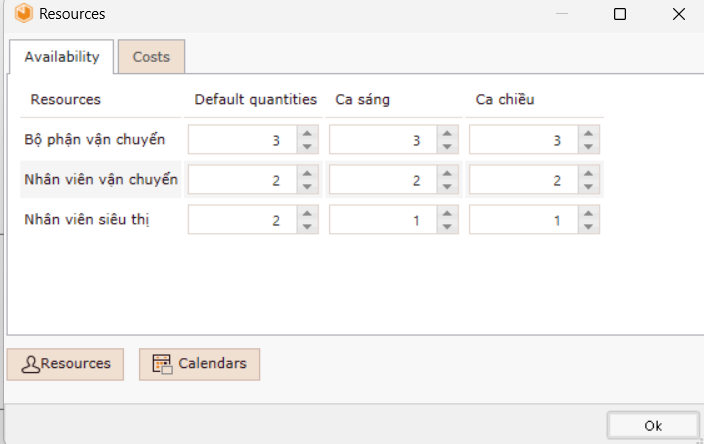 Resources
Availability Costs
Resources Default quantities Ca sáng Ca chiều
Bộ phận vận chuyển 3 3 3
Nhân viên vận chuyển 2 2 2
Nhân viên siêu thị 2 1 1
Resources Calendars
Ok